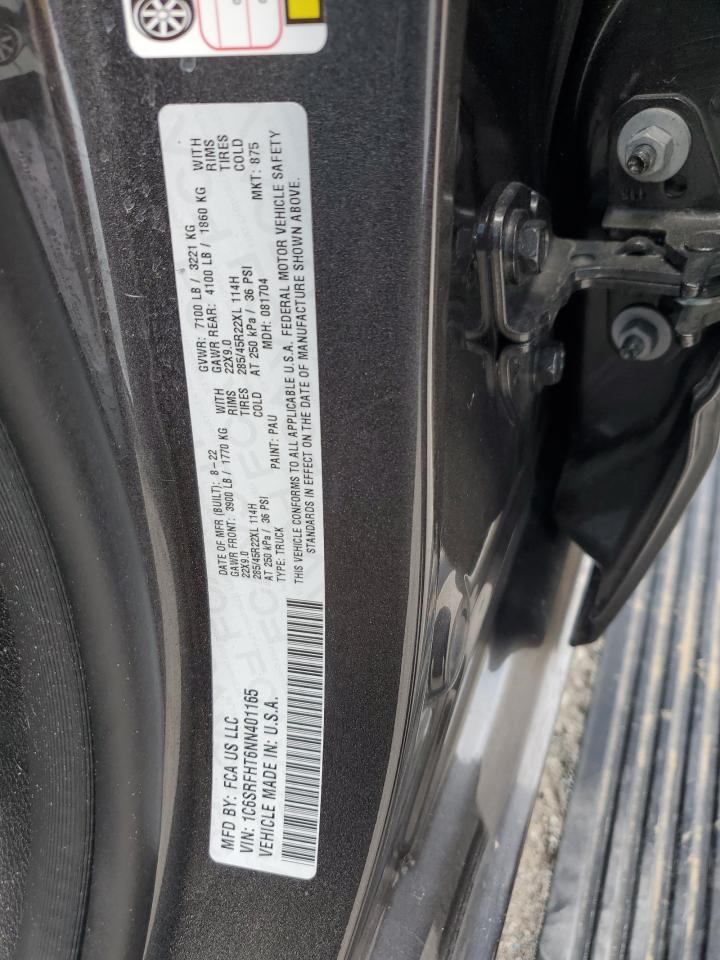 MFD BY: FCA US LLC
VIN: 1C6SRFHT6NN401165
VEHICLE MADE IN: U.S.A.
DATE OF MFR (BUILT): 8-22 GVWR: 7100 LB / 3221 KG
GAWR FRONT: 3900 LB / 1770 KG WITH GAWR REAR: 4100 LB / 1860 KG WITH
22X9.0 RIMS 22X9.0 RIMS
285/45R22XL 114H TIRES 285/45R22XL 114H TIRES
AT 250 kPa / 36 PSI COLD AT 250 kPa / 36 PSI COLD
TYPE: TRUCK PAINT: PAU MDH: 081704 MKT: 875
THIS VEHICLE CONFORMS TO ALL APPLICABLE U.S.A. FEDERAL MOTOR VEHICLE SAFETY
STANDARDS IN EFFECT ON THE DATE OF MANUFACTURE SHOWN ABOVE.